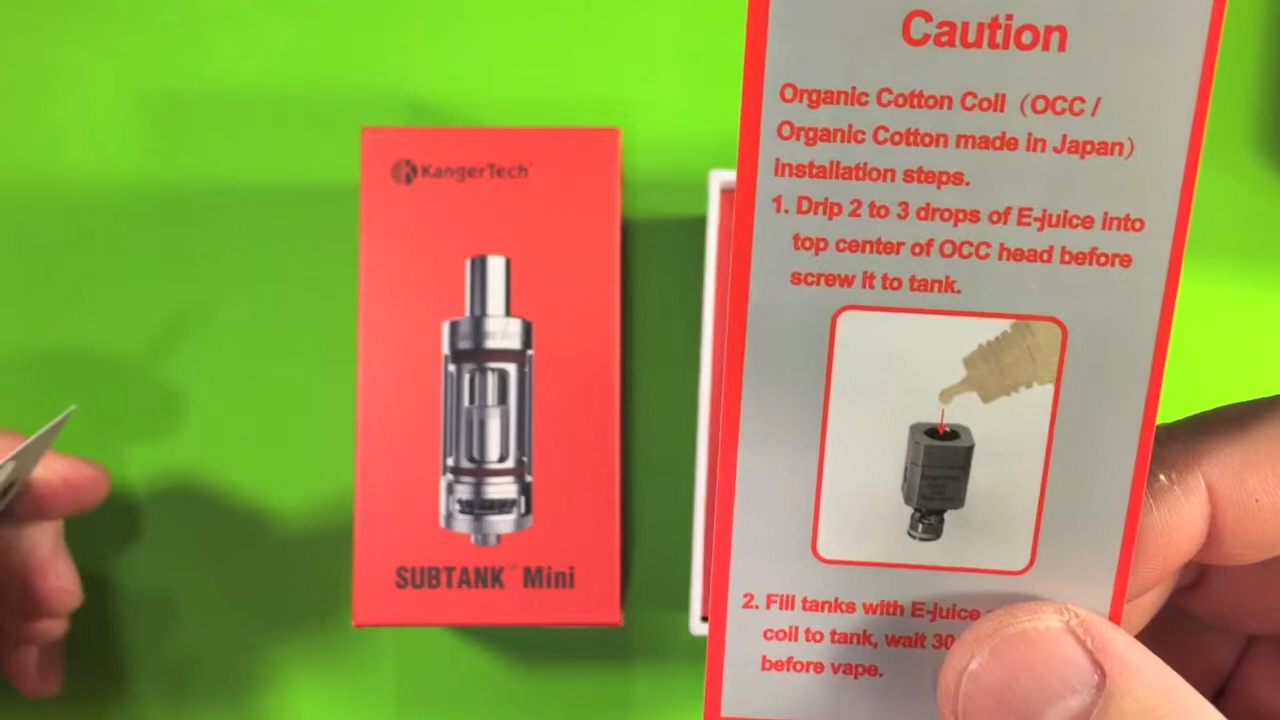 KangerTech
SUBTANK™ Mini
Caution
Organic Cotton Coil （OCC /
Organic Cotton made in Japan）
installation steps.
1. Drip 2 to 3 drops of E-juice into
top center of OCC head before
screw it to tank.
2. Fill tanks with E-juice
coil to tank, wait 30
before vape.